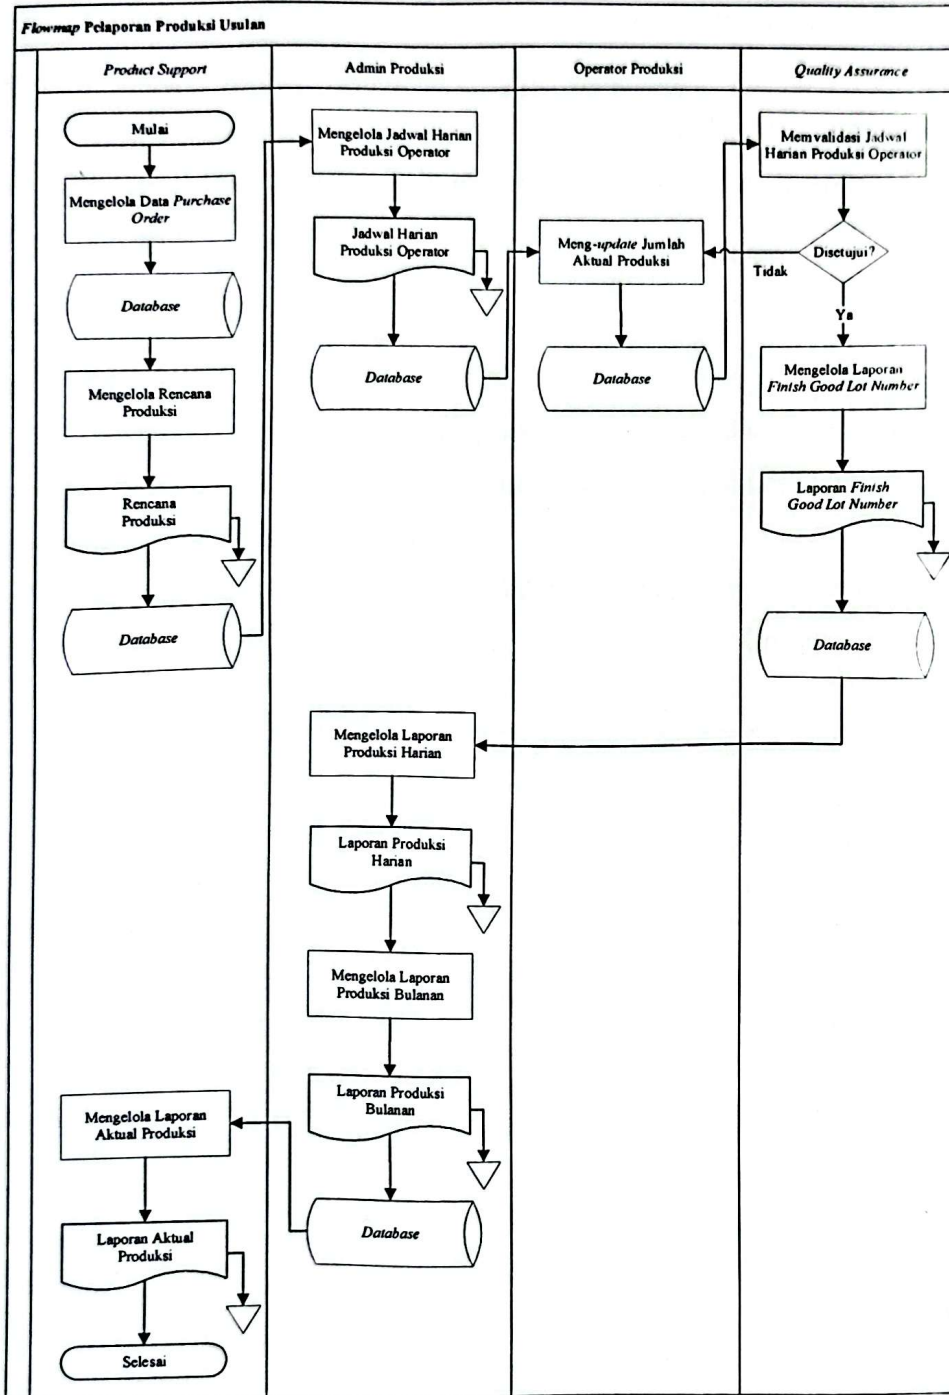 Flowmap Pelaporan Produksi Usulan
Product Support
Admin Produksi
Operator Produksi
Quality Assurance
Mulai
Mengelola Data Purchase
Order
Database
Mengelola Rencana
Produksi
Rencana
Produksi
Database
Mengelola Jadwal Harian
Produksi Operator
Jadwal Harian
Produksi Operator
Database
Meng-update Jumlah
Aktual Produksi
Database
Memvalidasi Jadwal
Harian Produksi Operator
Disetujui?
Tidak
Ya
Mengelola Laporan
Finish Good Lot Number
Laporan Finish
Good Lot Number
Database
Mengelola Laporan
Produksi Harian
Laporan Produksi
Harian
Mengelola Laporan
Produksi Bulanan
Laporan Produksi
Bulanan
Database
Mengelola Laporan
Aktual Produksi
Laporan Aktual
Produksi
Selesai